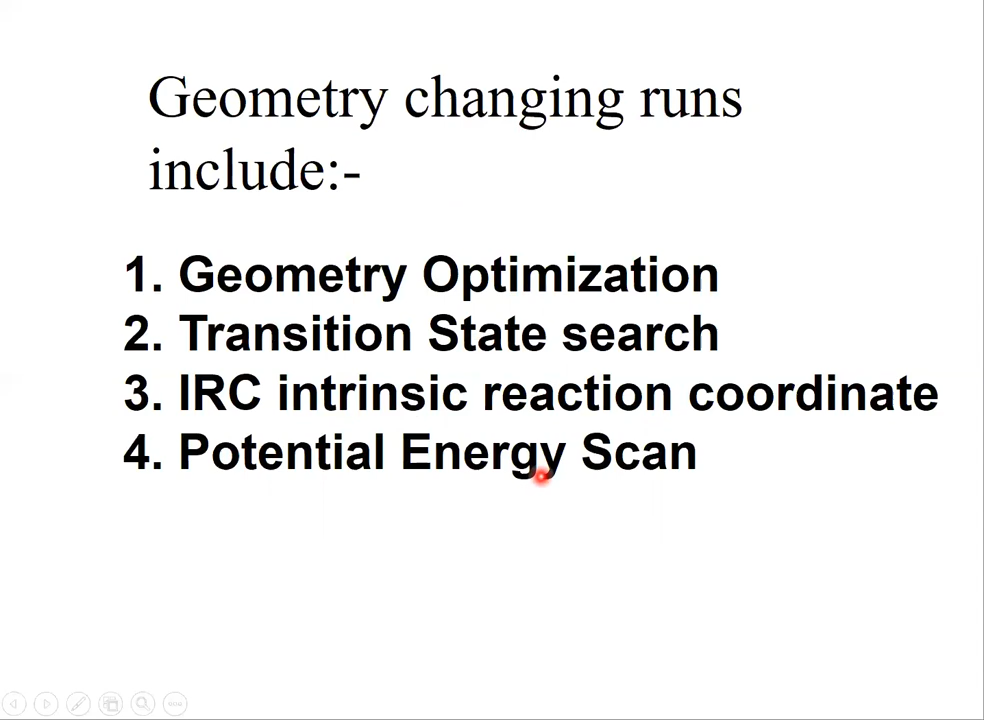 Geometry changing runs
include:-
1. Geometry Optimization
2. Transition State search
3. IRC intrinsic reaction coordinate
4. Potential Energy Scan